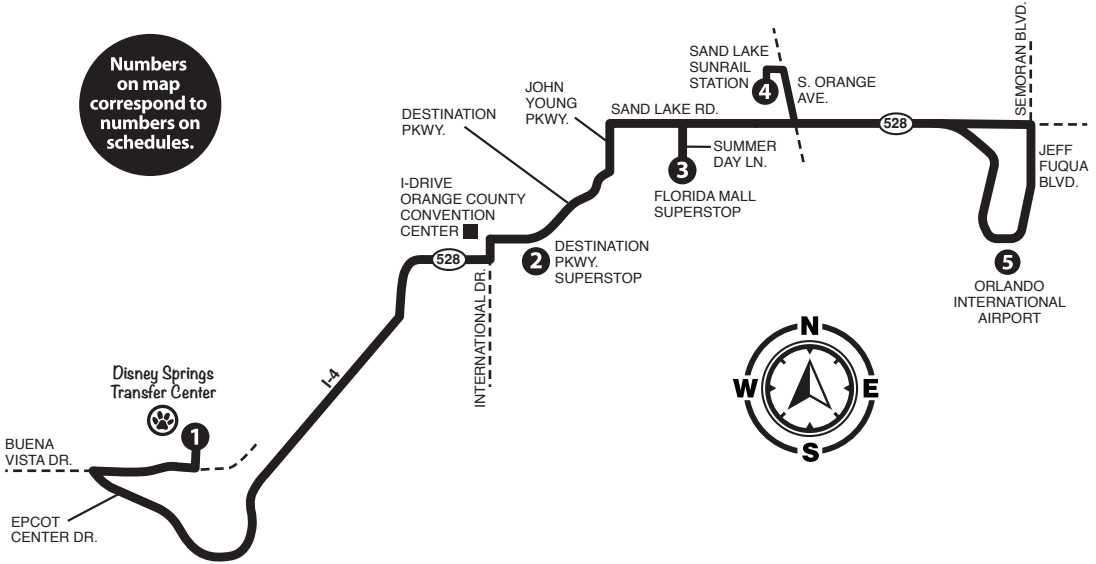 Numbers
on map
correspond to
numbers on
schedules.
SAND LAKE
SUNRAIL
STATION
4
S. ORANGE
AVE.
SEMORAN BLVD.
JOHN
YOUNG
PKWY.
SAND LAKE RD.
528
DESTINATION
PKWY.
SUMMER
DAY LN.
JEFF
FUQUA
BLVD.
3
FLORIDA MALL
SUPERSTOP
I-DRIVE
ORANGE COUNTY
CONVENTION
CENTER
528
2
DESTINATION
PKWY.
SUPERSTOP
5
ORLANDO
INTERNATIONAL
AIRPORT
INTERNATIONAL DR.
I-4
N
W
E
S
Disney Springs
Transfer Center
1
BUENA
VISTA DR.
EPCOT
CENTER DR.